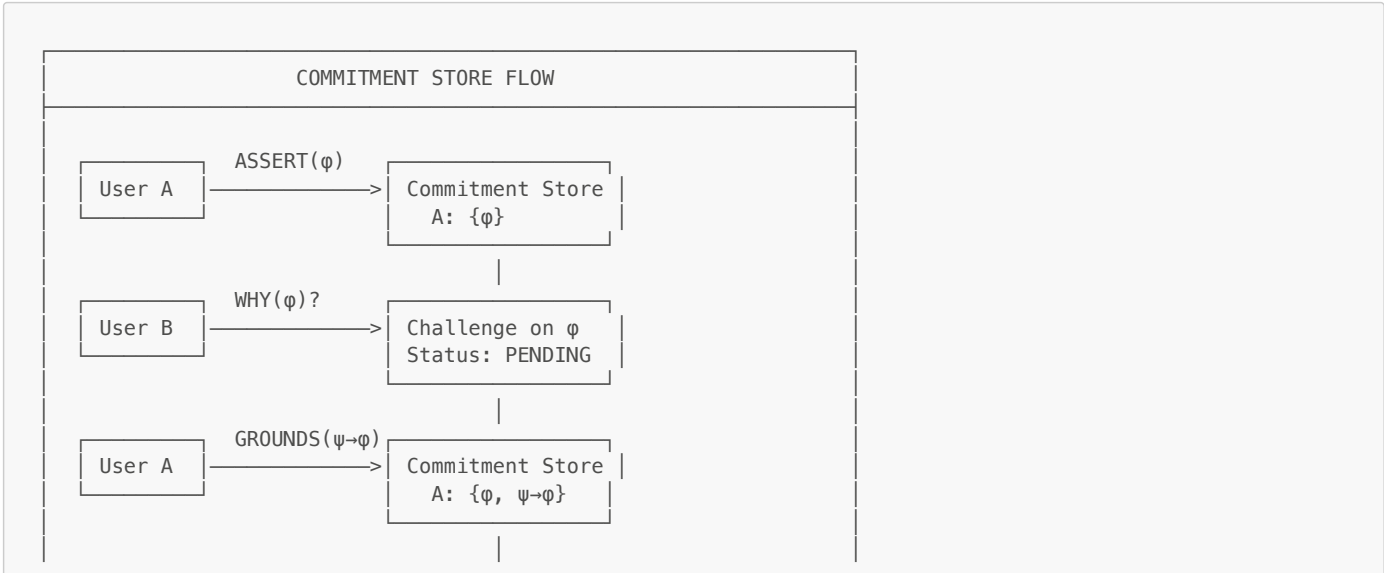 COMMITMENT STORE FLOW
ASSERT(φ)
User A
Commitment Store
A: {φ}
WHY(φ)?
User B
Challenge on φ
Status: PENDING
GROUNDS(ψ→φ)
User A
Commitment Store
A: {φ, ψ→φ}